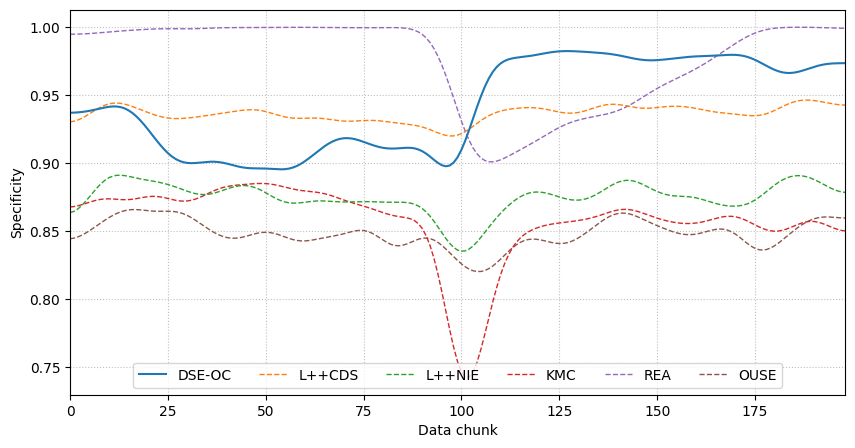 1.00
0.95
0.90
0.85
0.80
0.75
Specificity
0 25 50 75 100 125 150 175
Data chunk
DSE-OC L++CDS L++NIE KMC REA OUSE